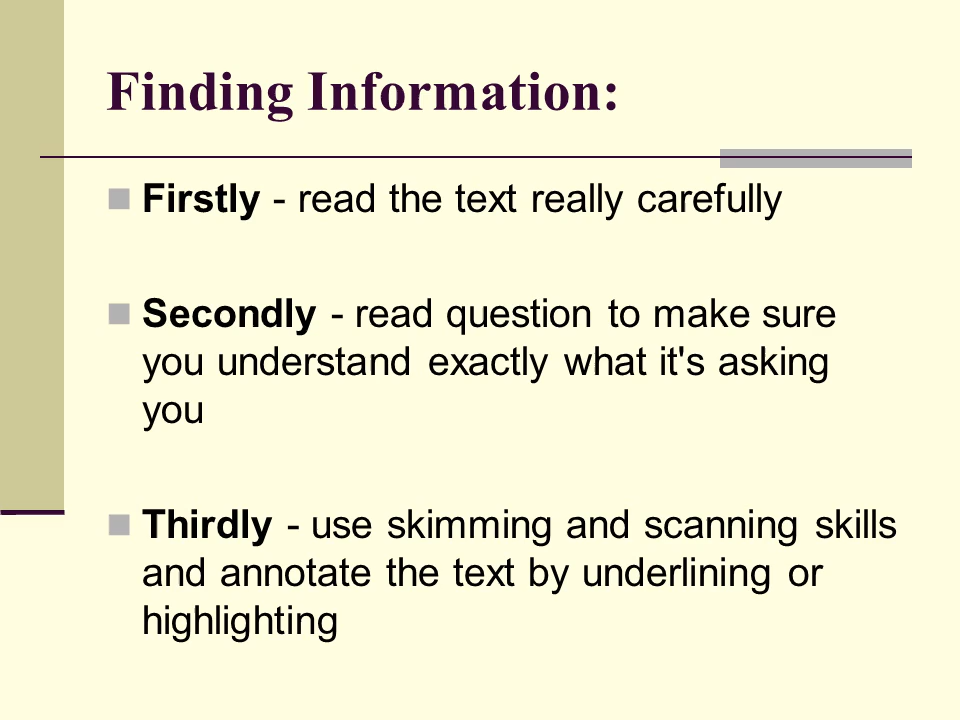 Finding Information:
Firstly - read the text really carefully
Secondly - read question to make sure
you understand exactly what it's asking
you
Thirdly - use skimming and scanning skills
and annotate the text by underlining or
highlighting